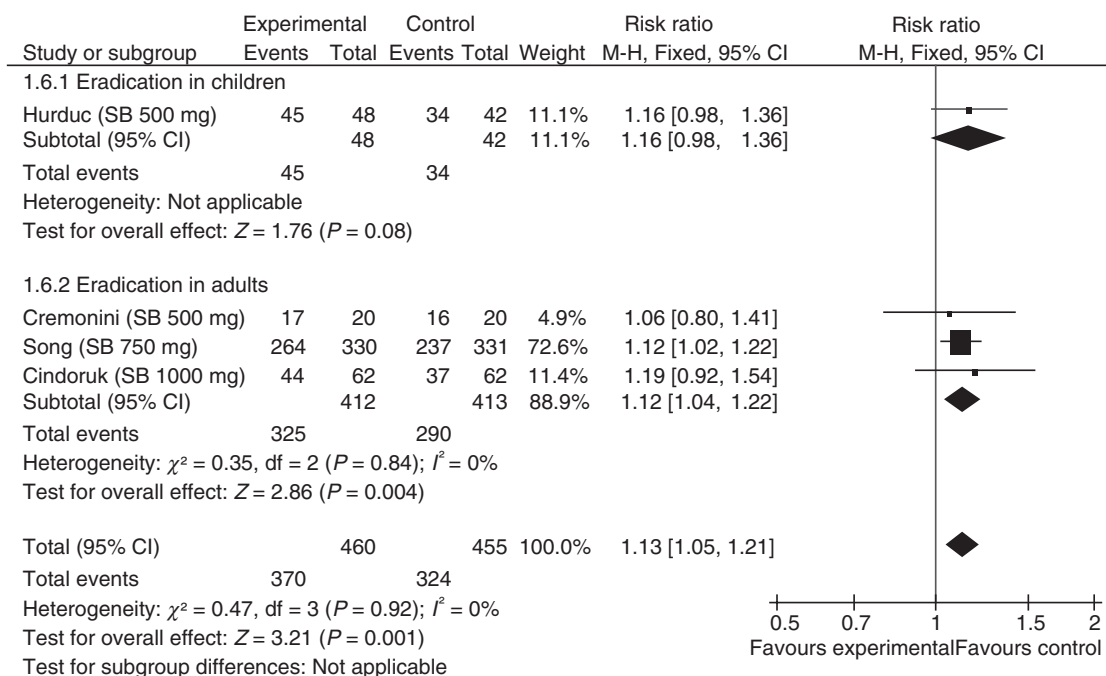 Experimental Control Risk ratio Risk ratio
Study or subgroup Events Total Events Total Weight M-H, Fixed, 95% CI M-H, Fixed, 95% CI
1.6.1 Eradication in children
Hurduc (SB 500 mg) 45 48 34 42 11.1% 1.16 [0.98, 1.36]
Subtotal (95% CI) 48 42 11.1% 1.16 [0.98, 1.36]
Total events 45 34
Heterogeneity: Not applicable
Test for overall effect: Z = 1.76 (P = 0.08)
1.6.2 Eradication in adults
Cremonini (SB 500 mg) 17 20 16 20 4.9% 1.06 [0.80, 1.41]
Song (SB 750 mg) 264 330 237 331 72.6% 1.12 [1.02, 1.22]
Cindoruk (SB 1000 mg) 44 62 37 62 11.4% 1.19 [0.92, 1.54]
Subtotal (95% CI) 412 413 88.9% 1.12 [1.04, 1.22]
Total events 325 290
Heterogeneity: χ² = 0.35, df = 2 (P = 0.84); I² = 0%
Test for overall effect: Z = 2.86 (P = 0.004)
Total (95% CI) 460 455 100.0% 1.13 [1.05, 1.21]
Total events 370 324
Heterogeneity: χ² = 0.47, df = 3 (P = 0.92); I² = 0%
Test for overall effect: Z = 3.21 (P = 0.001)
Test for subgroup differences: Not applicable
0.5 0.7 1 1.5 2
Favours experimentalFavours control